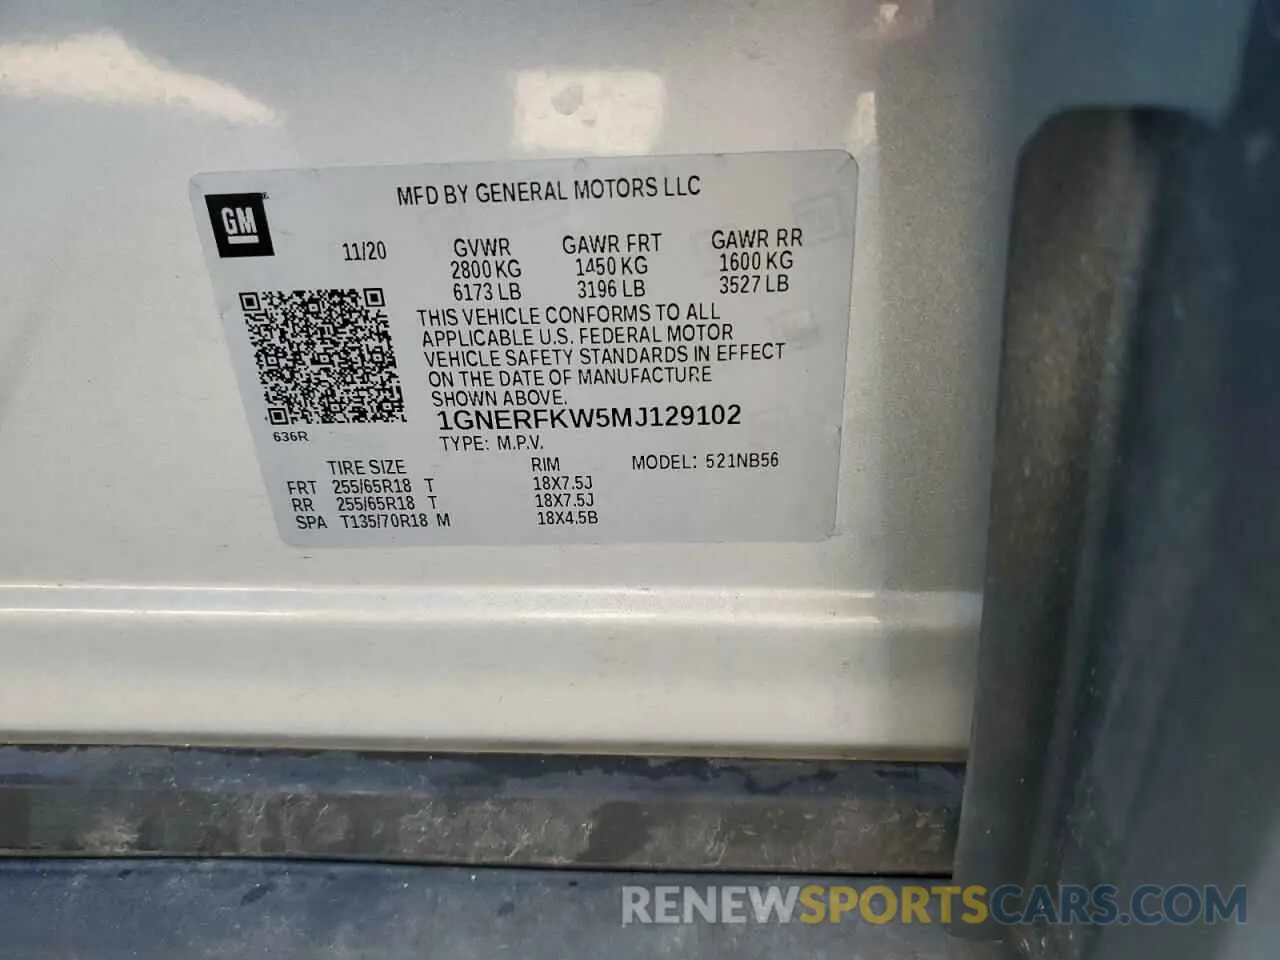 MFD BY GENERAL MOTORS LLC
GM
11/20 GVWR GAWR FRT GAWR RR
2800 KG 1450 KG 1600 KG
6173 LB 3196 LB 3527 LB
THIS VEHICLE CONFORMS TO ALL
APPLICABLE U.S. FEDERAL MOTOR
VEHICLE SAFETY STANDARDS IN EFFECT
ON THE DATE OF MANUFACTURE
SHOWN ABOVE.
1GNERFKW5MJ129102
636R
TYPE: M.P.V.
TIRE SIZE RIM MODEL: 521NB56
FRT 255/65R18 T 18X7.5J
RR 255/65R18 T 18X7.5J
SPA T135/70R18 M 18X4.5B
RENEWSPORTSCARS.COM